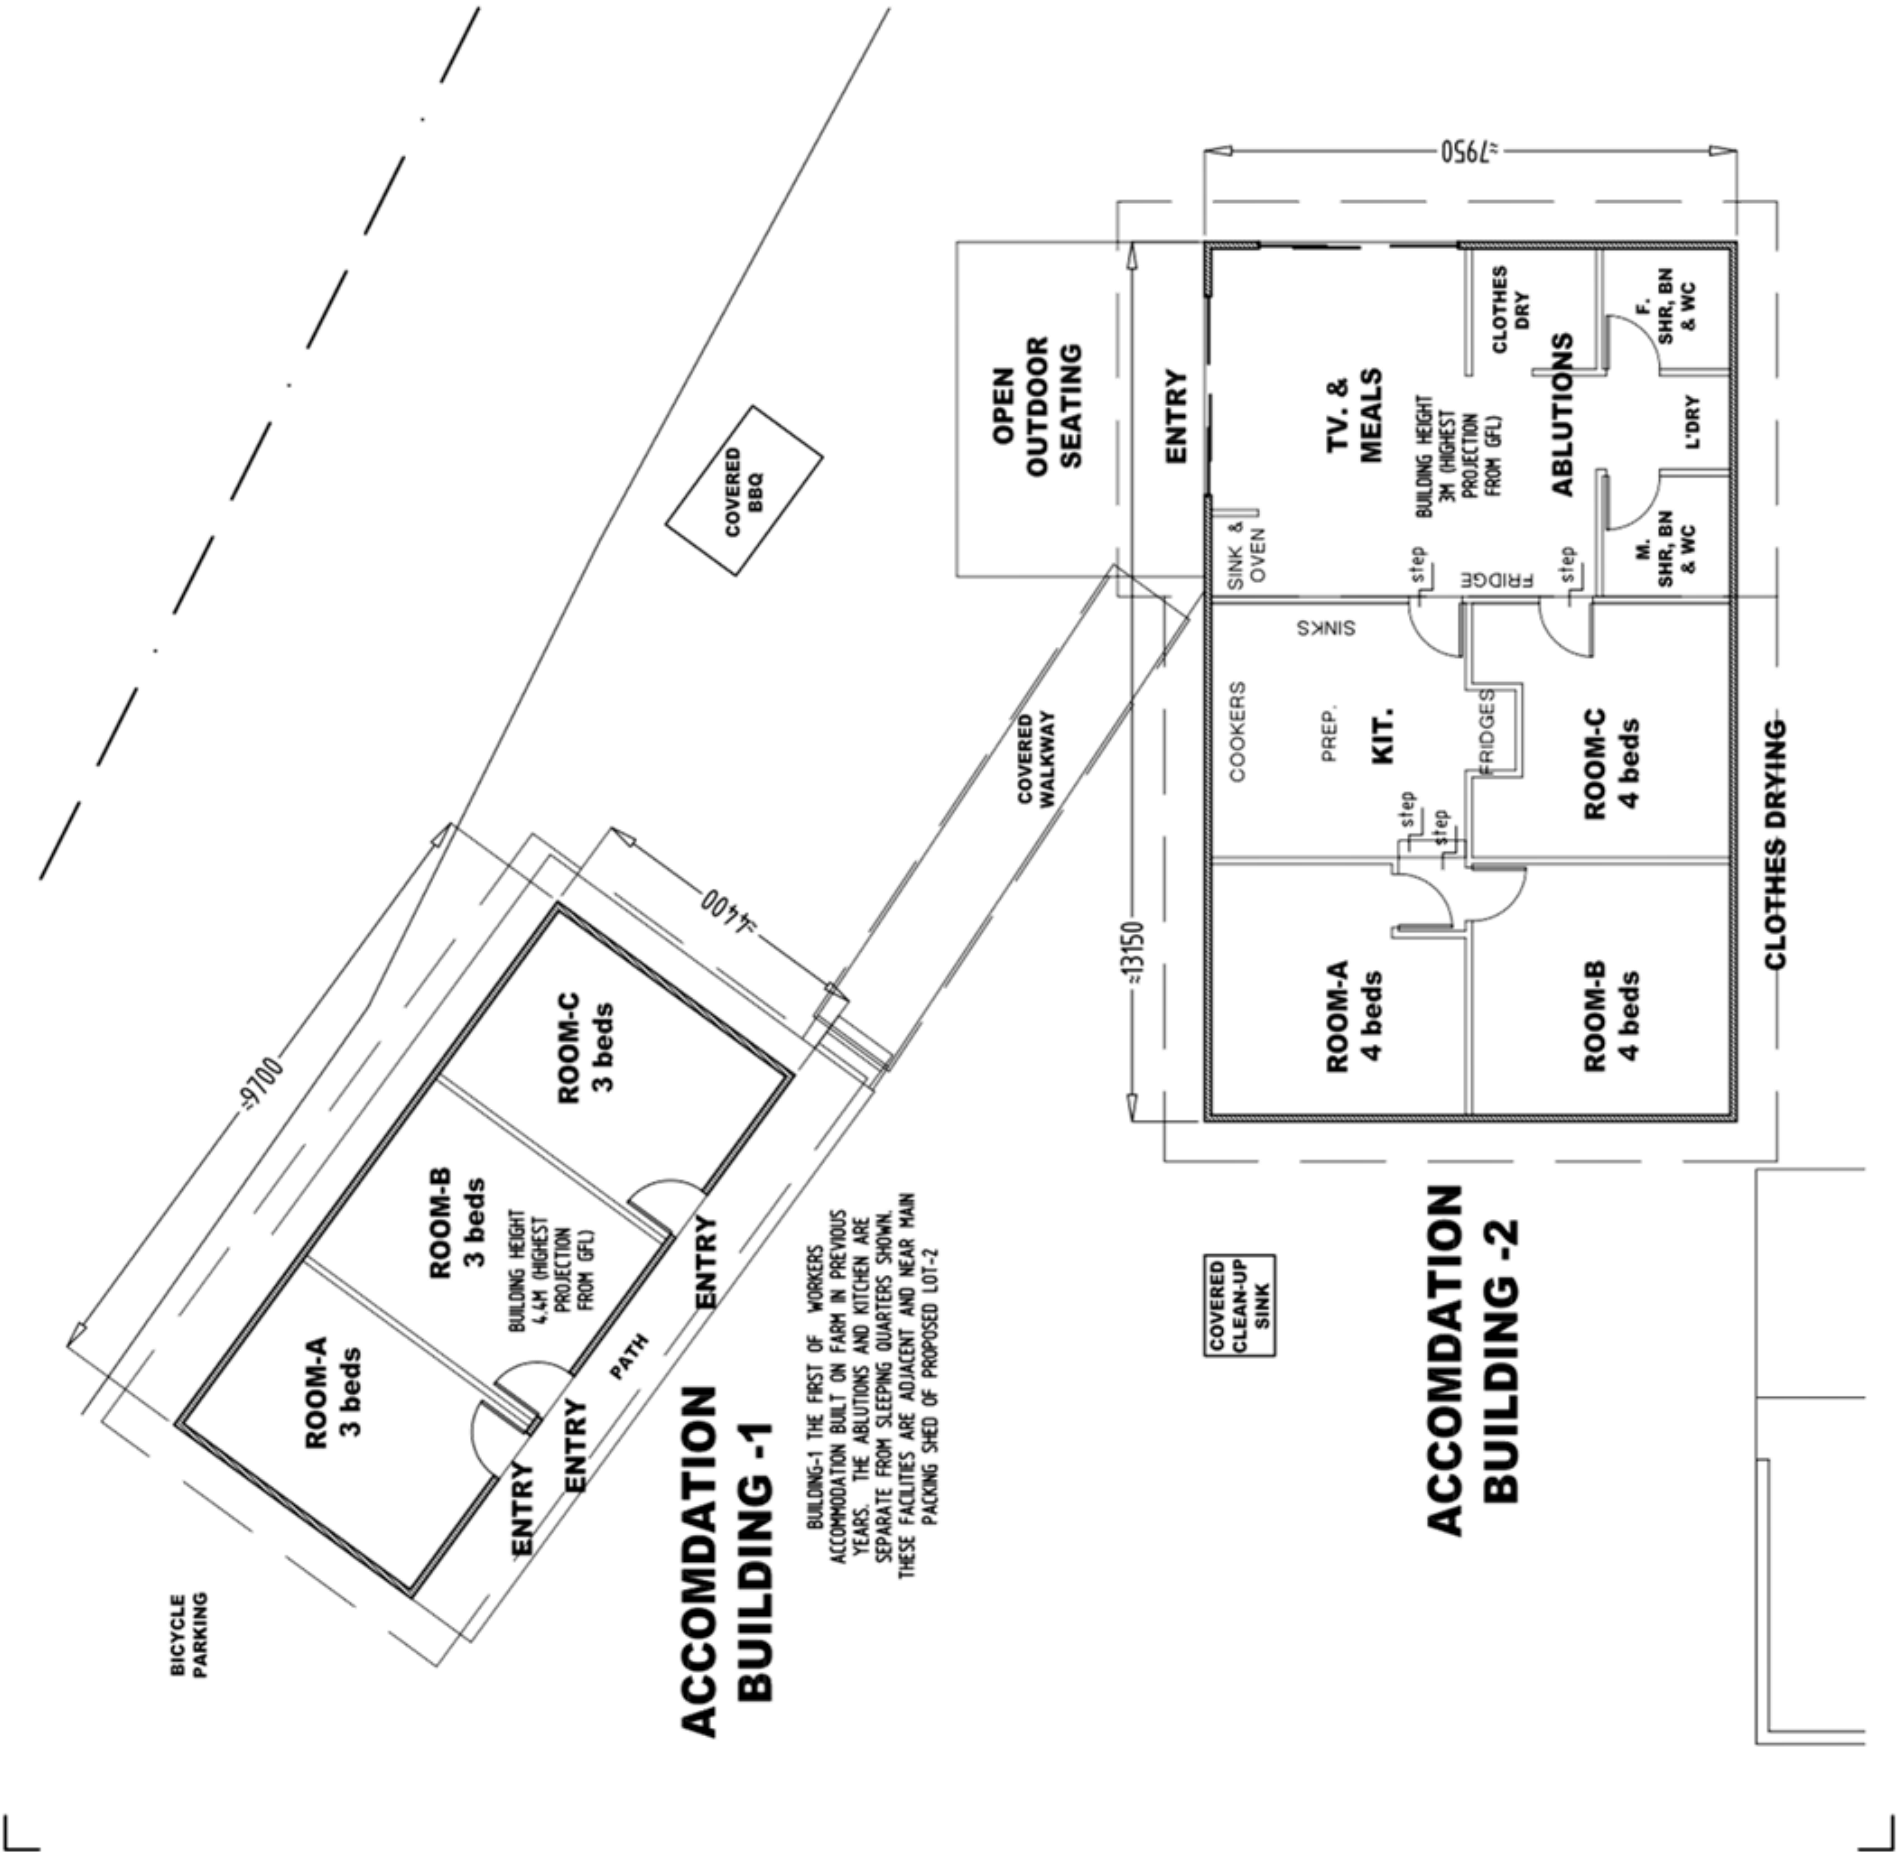 BICYCLE
PARKING
≈9700
ROOM-A
3 beds
ROOM-B
3 beds
BUILDING HEIGHT
4.4M (HIGHEST
PROJECTION
FROM GFL)
ROOM-C
3 beds
≈4400
ENTRY
ENTRY
PATH
ENTRY
ACCOMDATION
BUILDING -1
BUILDING-1 THE FIRST OF WORKERS
ACCOMMODATION BUILT ON FARM IN PREVIOUS
YEARS. THE ABLUTIONS AND KITCHEN ARE
SEPARATE FROM SLEEPING QUARTERS SHOWN.
THESE FACILITIES ARE ADJACENT AND NEAR MAIN
PACKING SHED OF PROPOSED LOT-2
COVERED
BBQ
COVERED
WALKWAY
OPEN
OUTDOOR
SEATING
ENTRY
≈13150
≈7950
SINK &
OVEN
TV. &
MEALS
BUILDING HEIGHT
3M (HIGHEST
PROJECTION
FROM GFL)
CLOTHES
DRY
ABLUTIONS
F.
SHR, BN
& WC
L'DRY
M.
SHR, BN
& WC
step
FRIDGE
step
SINKS
COOKERS
PREP.
KIT.
FRIDGES
step
step
ROOM-C
4 beds
ROOM-A
4 beds
ROOM-B
4 beds
CLOTHES DRYING
COVERED
CLEAN-UP
SINK
ACCOMDATION
BUILDING -2